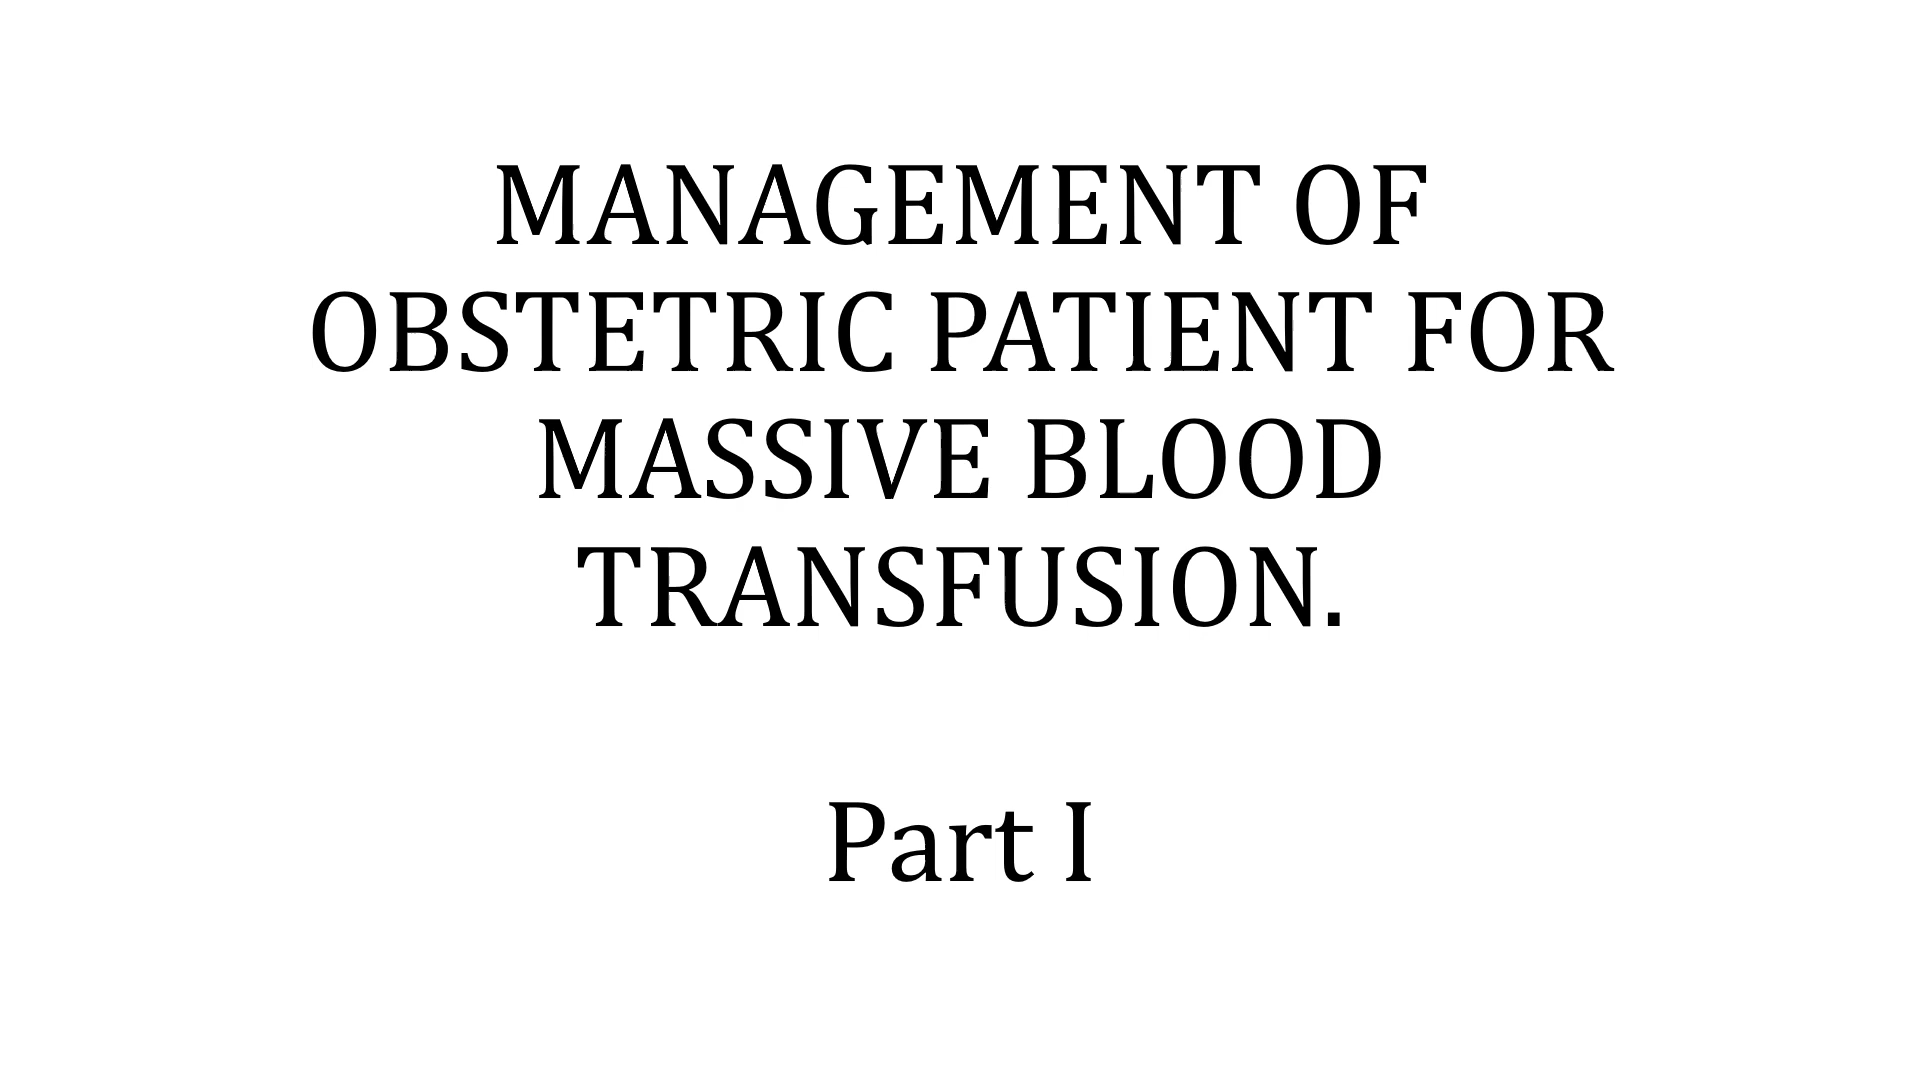 MANAGEMENT OF
OBSTETRIC PATIENT FOR
MASSIVE BLOOD
TRANSFUSION.
Part I